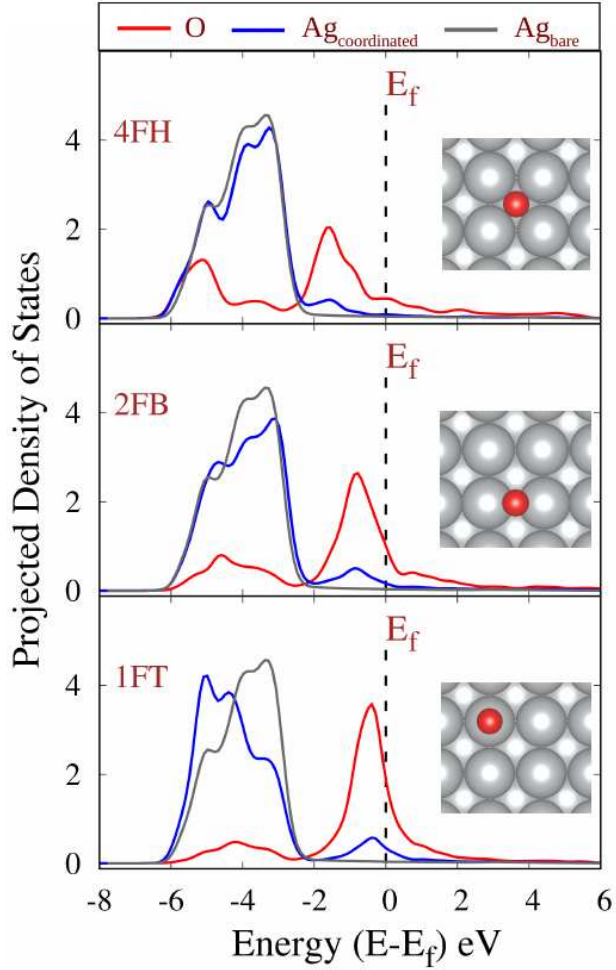 O Ag_coordinated Ag_bare
E_f
4FH
4
2
0
E_f
2FB
4
2
0
E_f
1FT
4
2
0
-8 -6 -4 -2 0 2 4 6
Energy (E-E_f) eV
Projected Density of States